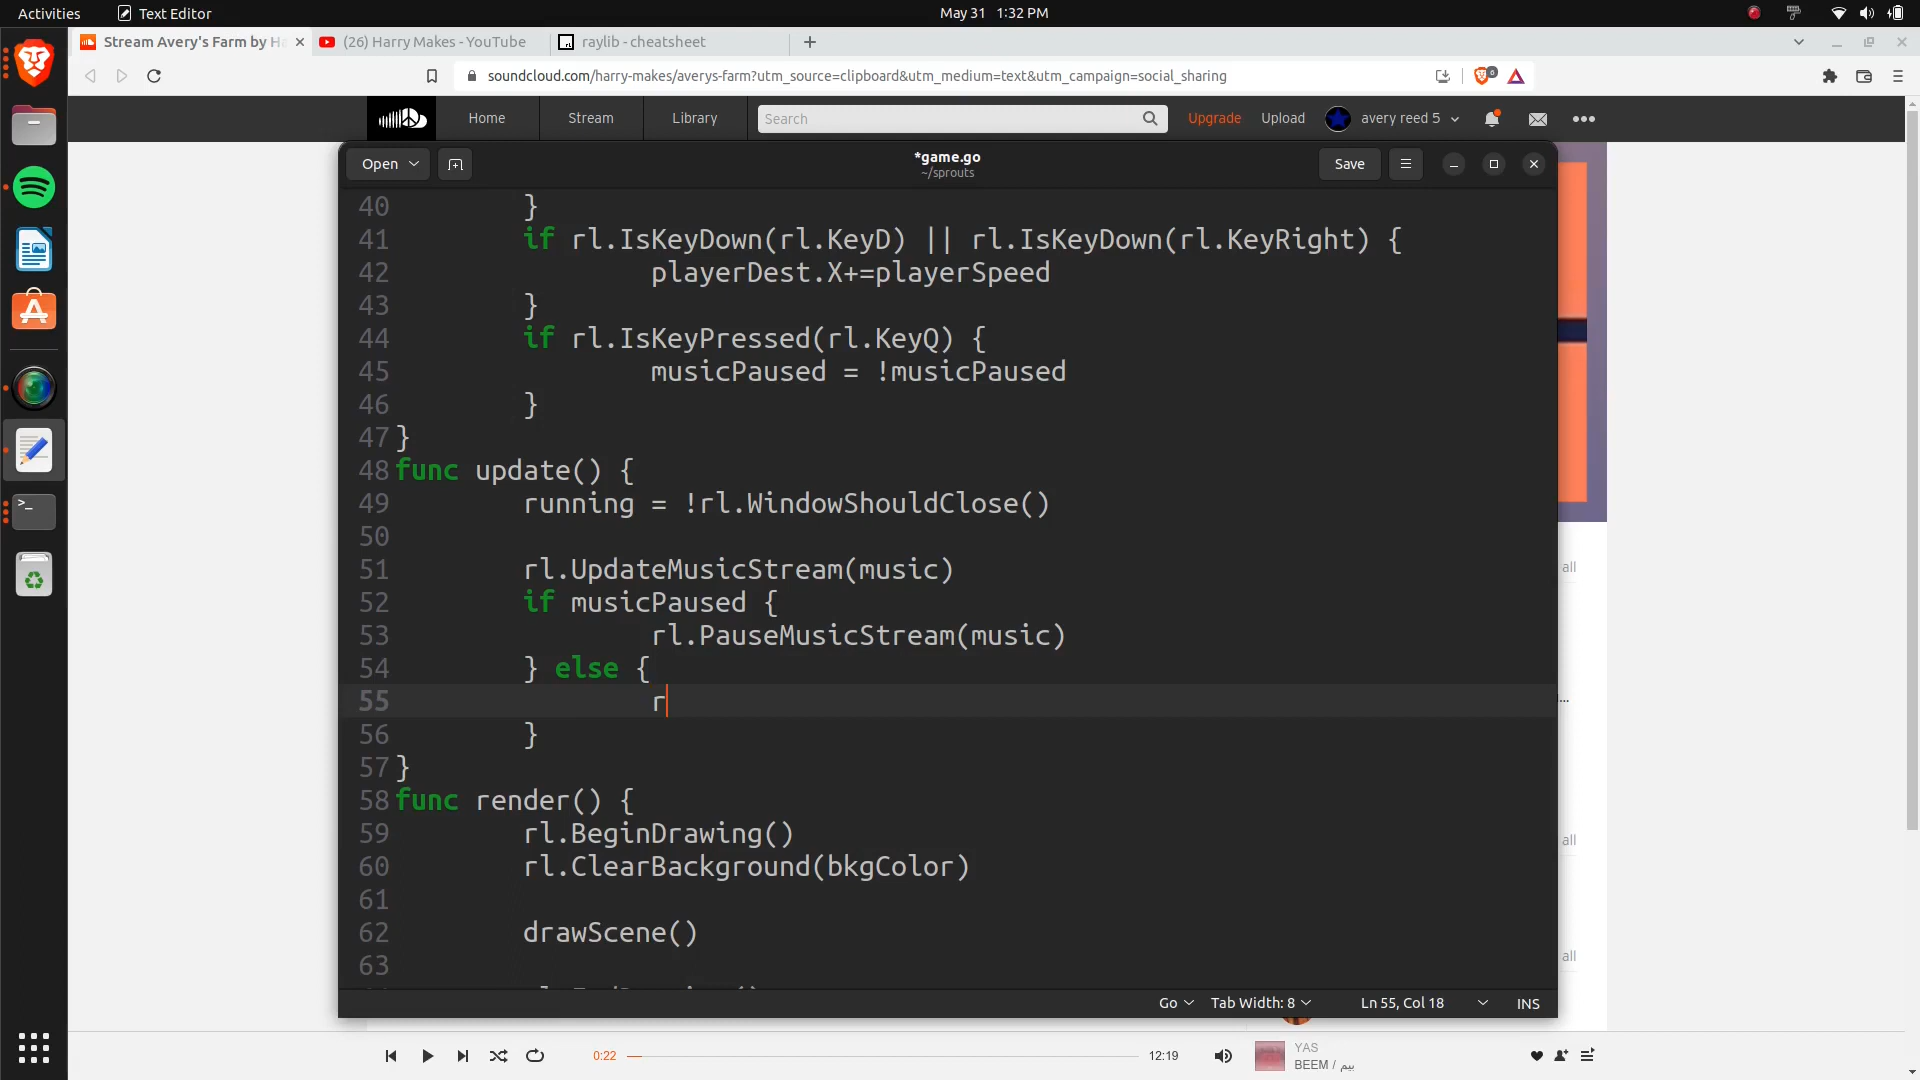 Activities
Text Editor
May 31 1:32 PM
Stream Avery's Farm by Ha
(26) Harry Makes - YouTube
raylib - cheatsheet
soundcloud.com/harry-makes/averys-farm?utm_source=clipboard&utm_medium=text&utm_campaign=social_sharing
6
Home
Stream
Library
Search
Upgrade
Upload
avery reed 5
Open
*game.go
~/sprouts
Save
40 }
41 if rl.IsKeyDown(rl.KeyD) || rl.IsKeyDown(rl.KeyRight) {
42 playerDest.X+=playerSpeed
43 }
44 if rl.IsKeyPressed(rl.KeyQ) {
45 musicPaused = !musicPaused
46 }
47 }
48 func update() {
49 running = !rl.WindowShouldClose()
50
51 rl.UpdateMusicStream(music)
52 if musicPaused {
53 rl.PauseMusicStream(music)
54 } else {
55 r
56 }
57 }
58 func render() {
59 rl.BeginDrawing()
60 rl.ClearBackground(bkgColor)
61
62 drawScene()
63
all
all
all
Go
Tab Width: 8
Ln 55, Col 18
INS
0:22
12:19
YAS
BEEM / بيم